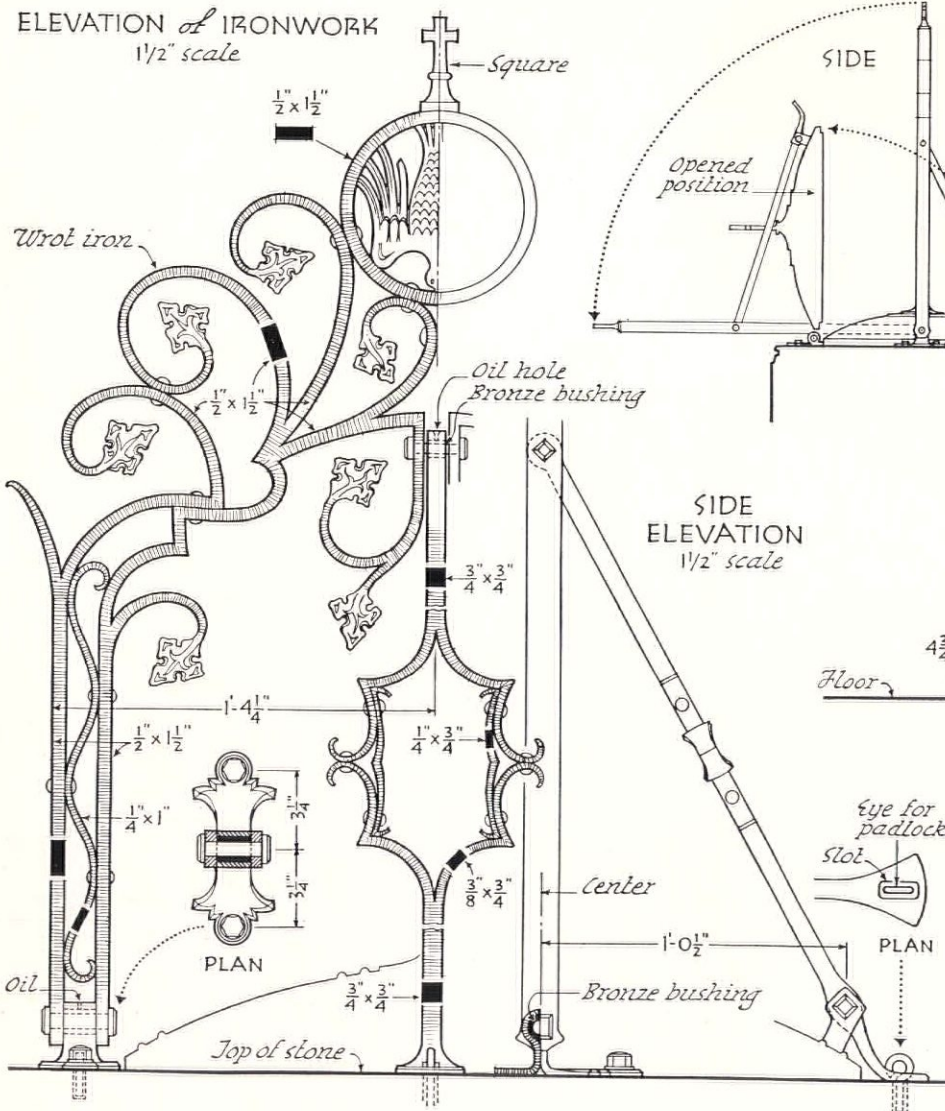 ELEVATION of IRONWORK
1 1/2" scale
Square
1/2" x 1 1/2"
SIDE
Opened
position
Wrot iron
1/2" x 1 1/2"
Oil hole
Bronze bushing
SIDE
ELEVATION
1 1/2" scale
3/4" x 3/4"
Floor
1'-4 1/4"
1/2" x 1 1/2"
1/4" x 3/4"
1/4" x 1"
3 1/4"
3 1/4"
3/8" x 3/4"
Center
Eye for
padlock
Slot
PLAN
1'-0 1/2"
PLAN
Oil
3/4" x 3/4"
Bronze bushing
Top of stone